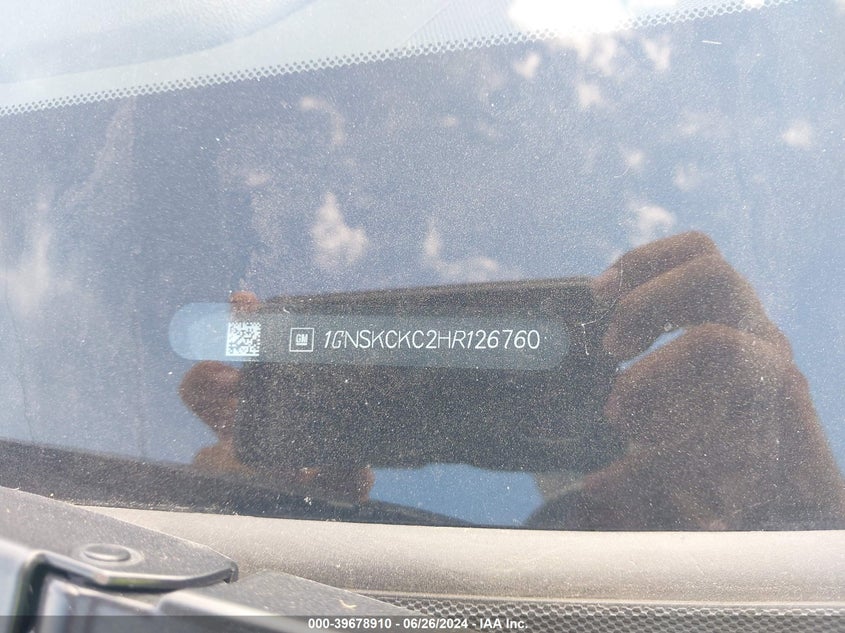 GM 1GNSKCKC2HR126760
000-39678910 / 06/26/2024 - IAA Inc.